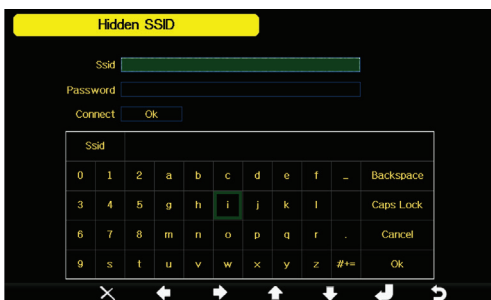 Hidden SSID
Ssid
Password
Connect Ok
Ssid
0 1 2 a b c d e f _ Backspace
3 4 5 g h i j k l Caps Lock
6 7 8 m n o p q r . Cancel
9 s t u v w x y z #+= Ok